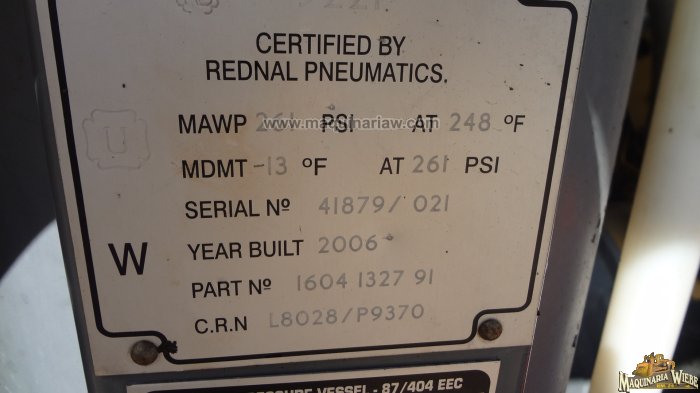 CERTIFIED BY
REDNAL PNEUMATICS.
U
MAWP 261 PSI AT 248 °F
www.maquinariaw.com
MDMT -13 °F AT 261 PSI
SERIAL Nº 41879/ 021
W
YEAR BUILT 2006
PART Nº 1604 1327 91
C.R.N L8028/P9370
VESSEL - 87/404 EEC
MAQUINARIA WIEBE